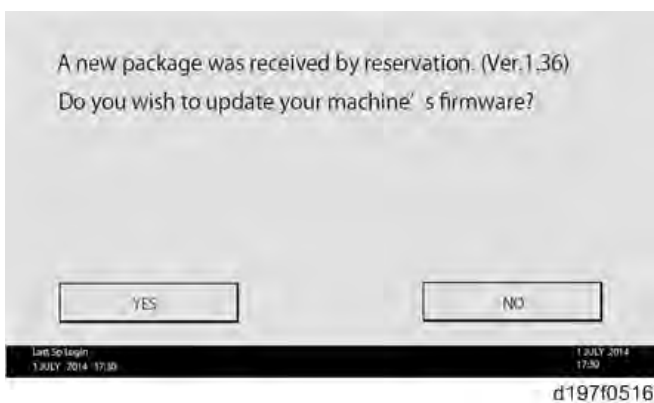 A new package was received by reservation. (Ver.1.36)
Do you wish to update your machine' s firmware?
YES
NO
Last Sp Login
1 JULY 2014 17:30
1 JULY 2014
17:30
d197f0516